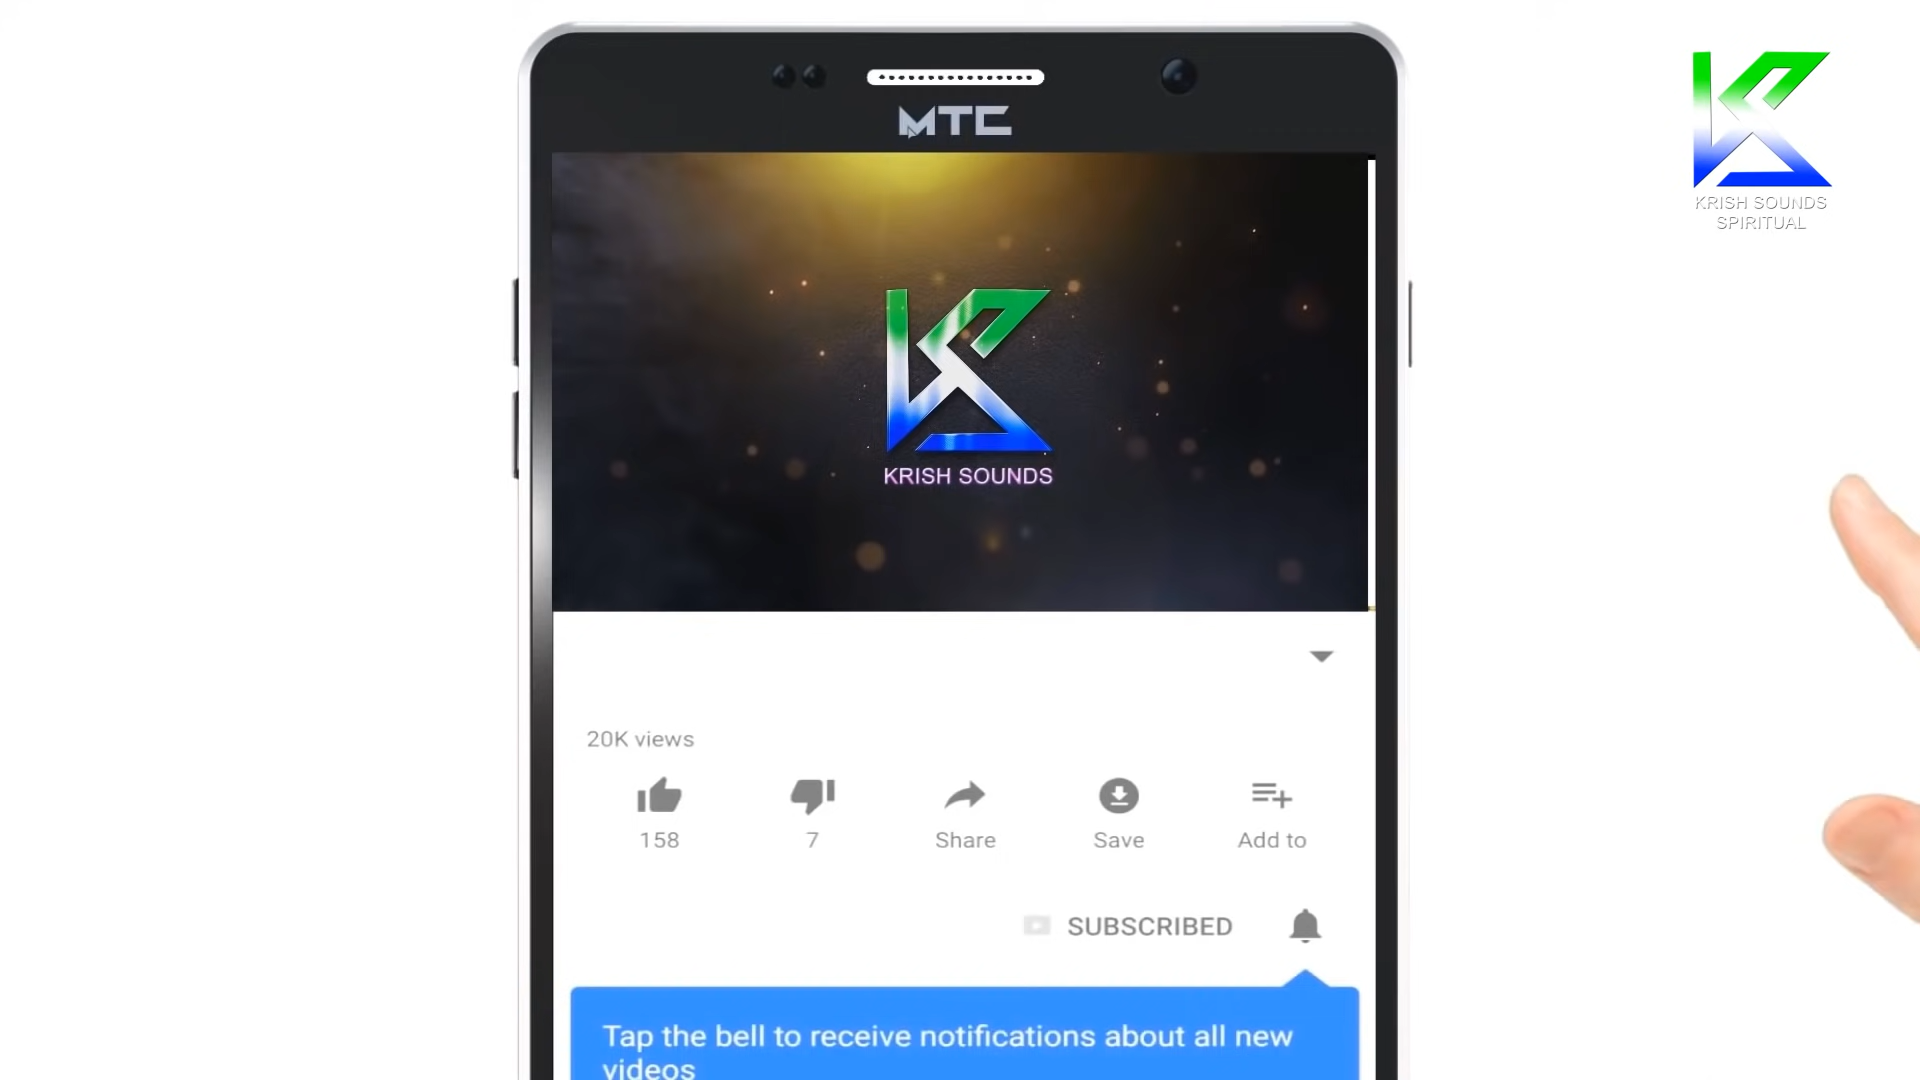 MTC
KRISH SOUNDS
SPIRITUAL
KRISH SOUNDS
20K views
158
7
Share
Save
Add to
SUBSCRIBED
Tap the bell to receive notifications about all new
videos